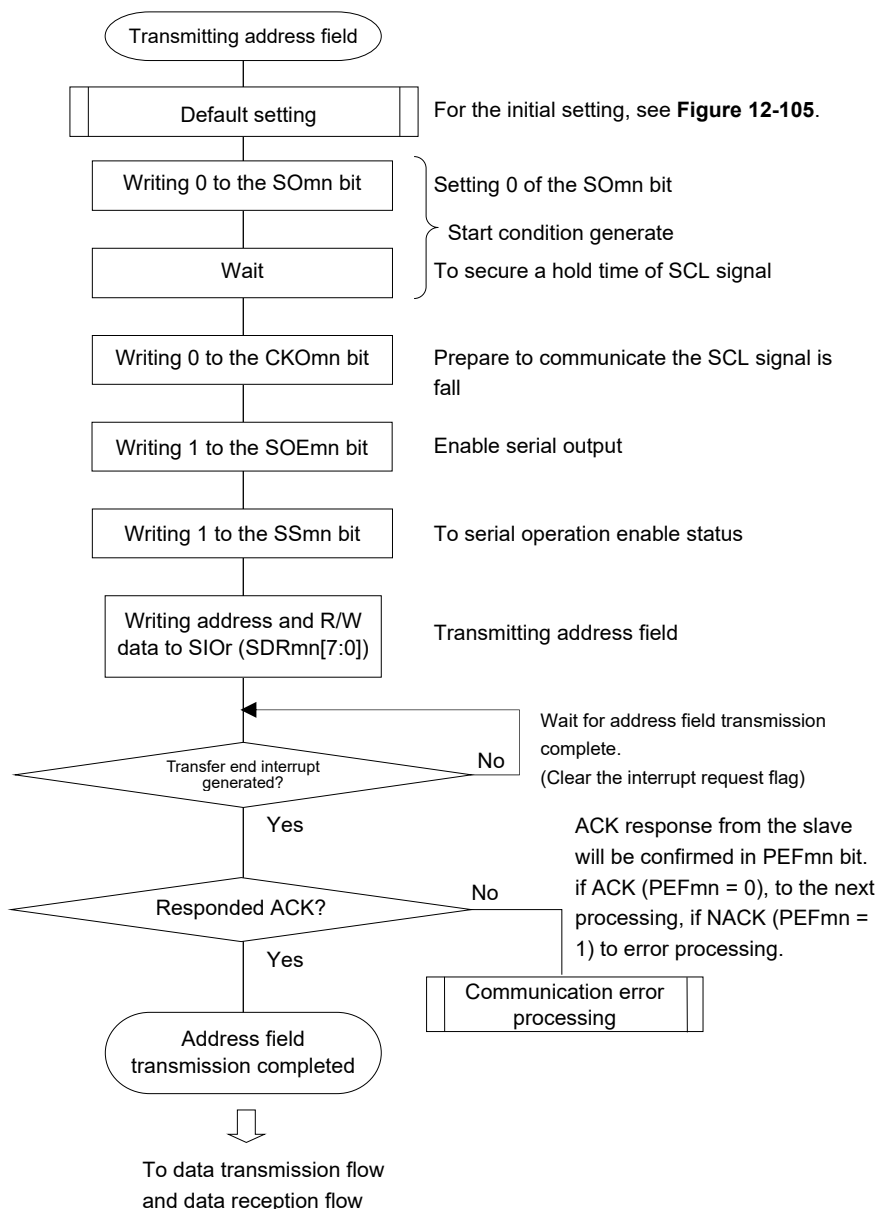 Transmitting address field
Default setting
For the initial setting, see Figure 12-105.
Writing 0 to the SOmn bit
Setting 0 of the SOmn bit
Start condition generate
Wait
To secure a hold time of SCL signal
Writing 0 to the CKOmn bit
Prepare to communicate the SCL signal is
fall
Writing 1 to the SOEmn bit
Enable serial output
Writing 1 to the SSmn bit
To serial operation enable status
Writing address and R/W
data to SIOr (SDRmn[7:0])
Transmitting address field
Wait for address field transmission
complete.
(Clear the interrupt request flag)
Transfer end interrupt
generated?
No
Yes
ACK response from the slave
will be confirmed in PEFmn bit.
if ACK (PEFmn = 0), to the next
processing, if NACK (PEFmn =
1) to error processing.
Responded ACK?
No
Yes
Communication error
processing
Address field
transmission completed
To data transmission flow
and data reception flow